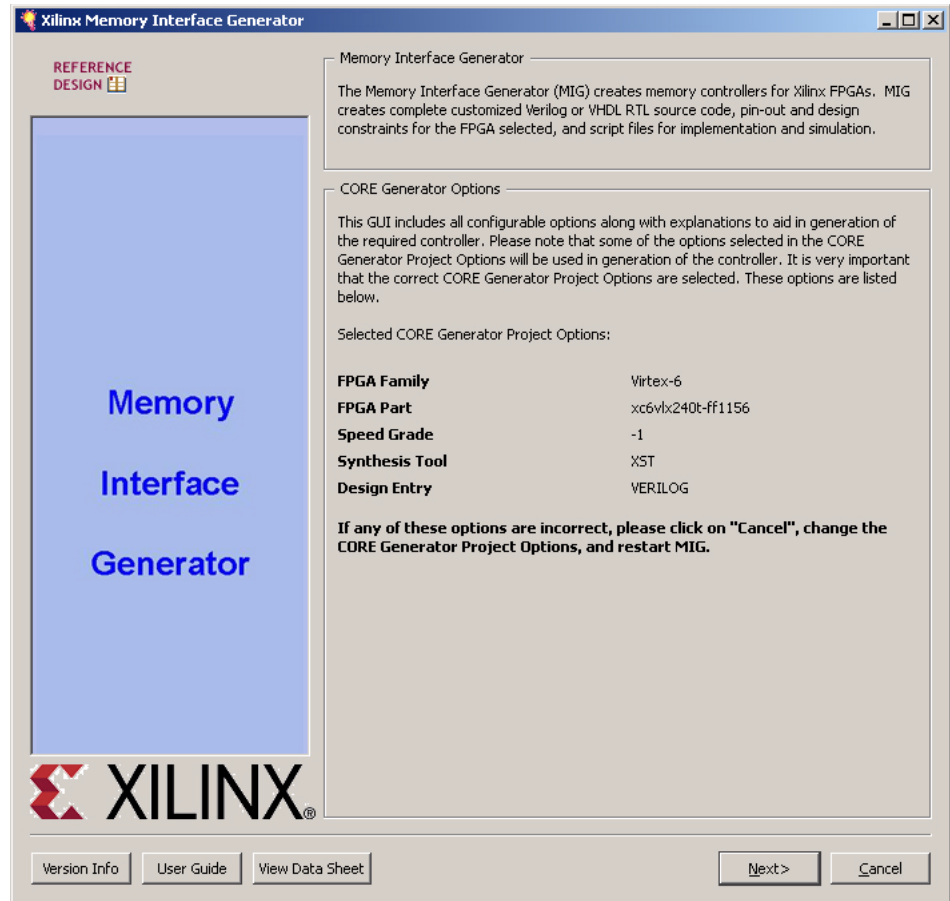 Xilinx Memory Interface Generator
REFERENCE
DESIGN
Memory
Interface
Generator
XILINX®
Memory Interface Generator
The Memory Interface Generator (MIG) creates memory controllers for Xilinx FPGAs. MIG
creates complete customized Verilog or VHDL RTL source code, pin-out and design
constraints for the FPGA selected, and script files for implementation and simulation.
CORE Generator Options
This GUI includes all configurable options along with explanations to aid in generation of
the required controller. Please note that some of the options selected in the CORE
Generator Project Options will be used in generation of the controller. It is very important
that the correct CORE Generator Project Options are selected. These options are listed
below.
Selected CORE Generator Project Options:
FPGA Family Virtex-6
FPGA Part xc6vlx240t-ff1156
Speed Grade -1
Synthesis Tool XST
Design Entry VERILOG
If any of these options are incorrect, please click on "Cancel", change the
CORE Generator Project Options, and restart MIG.
Version Info User Guide View Data Sheet Next> Cancel